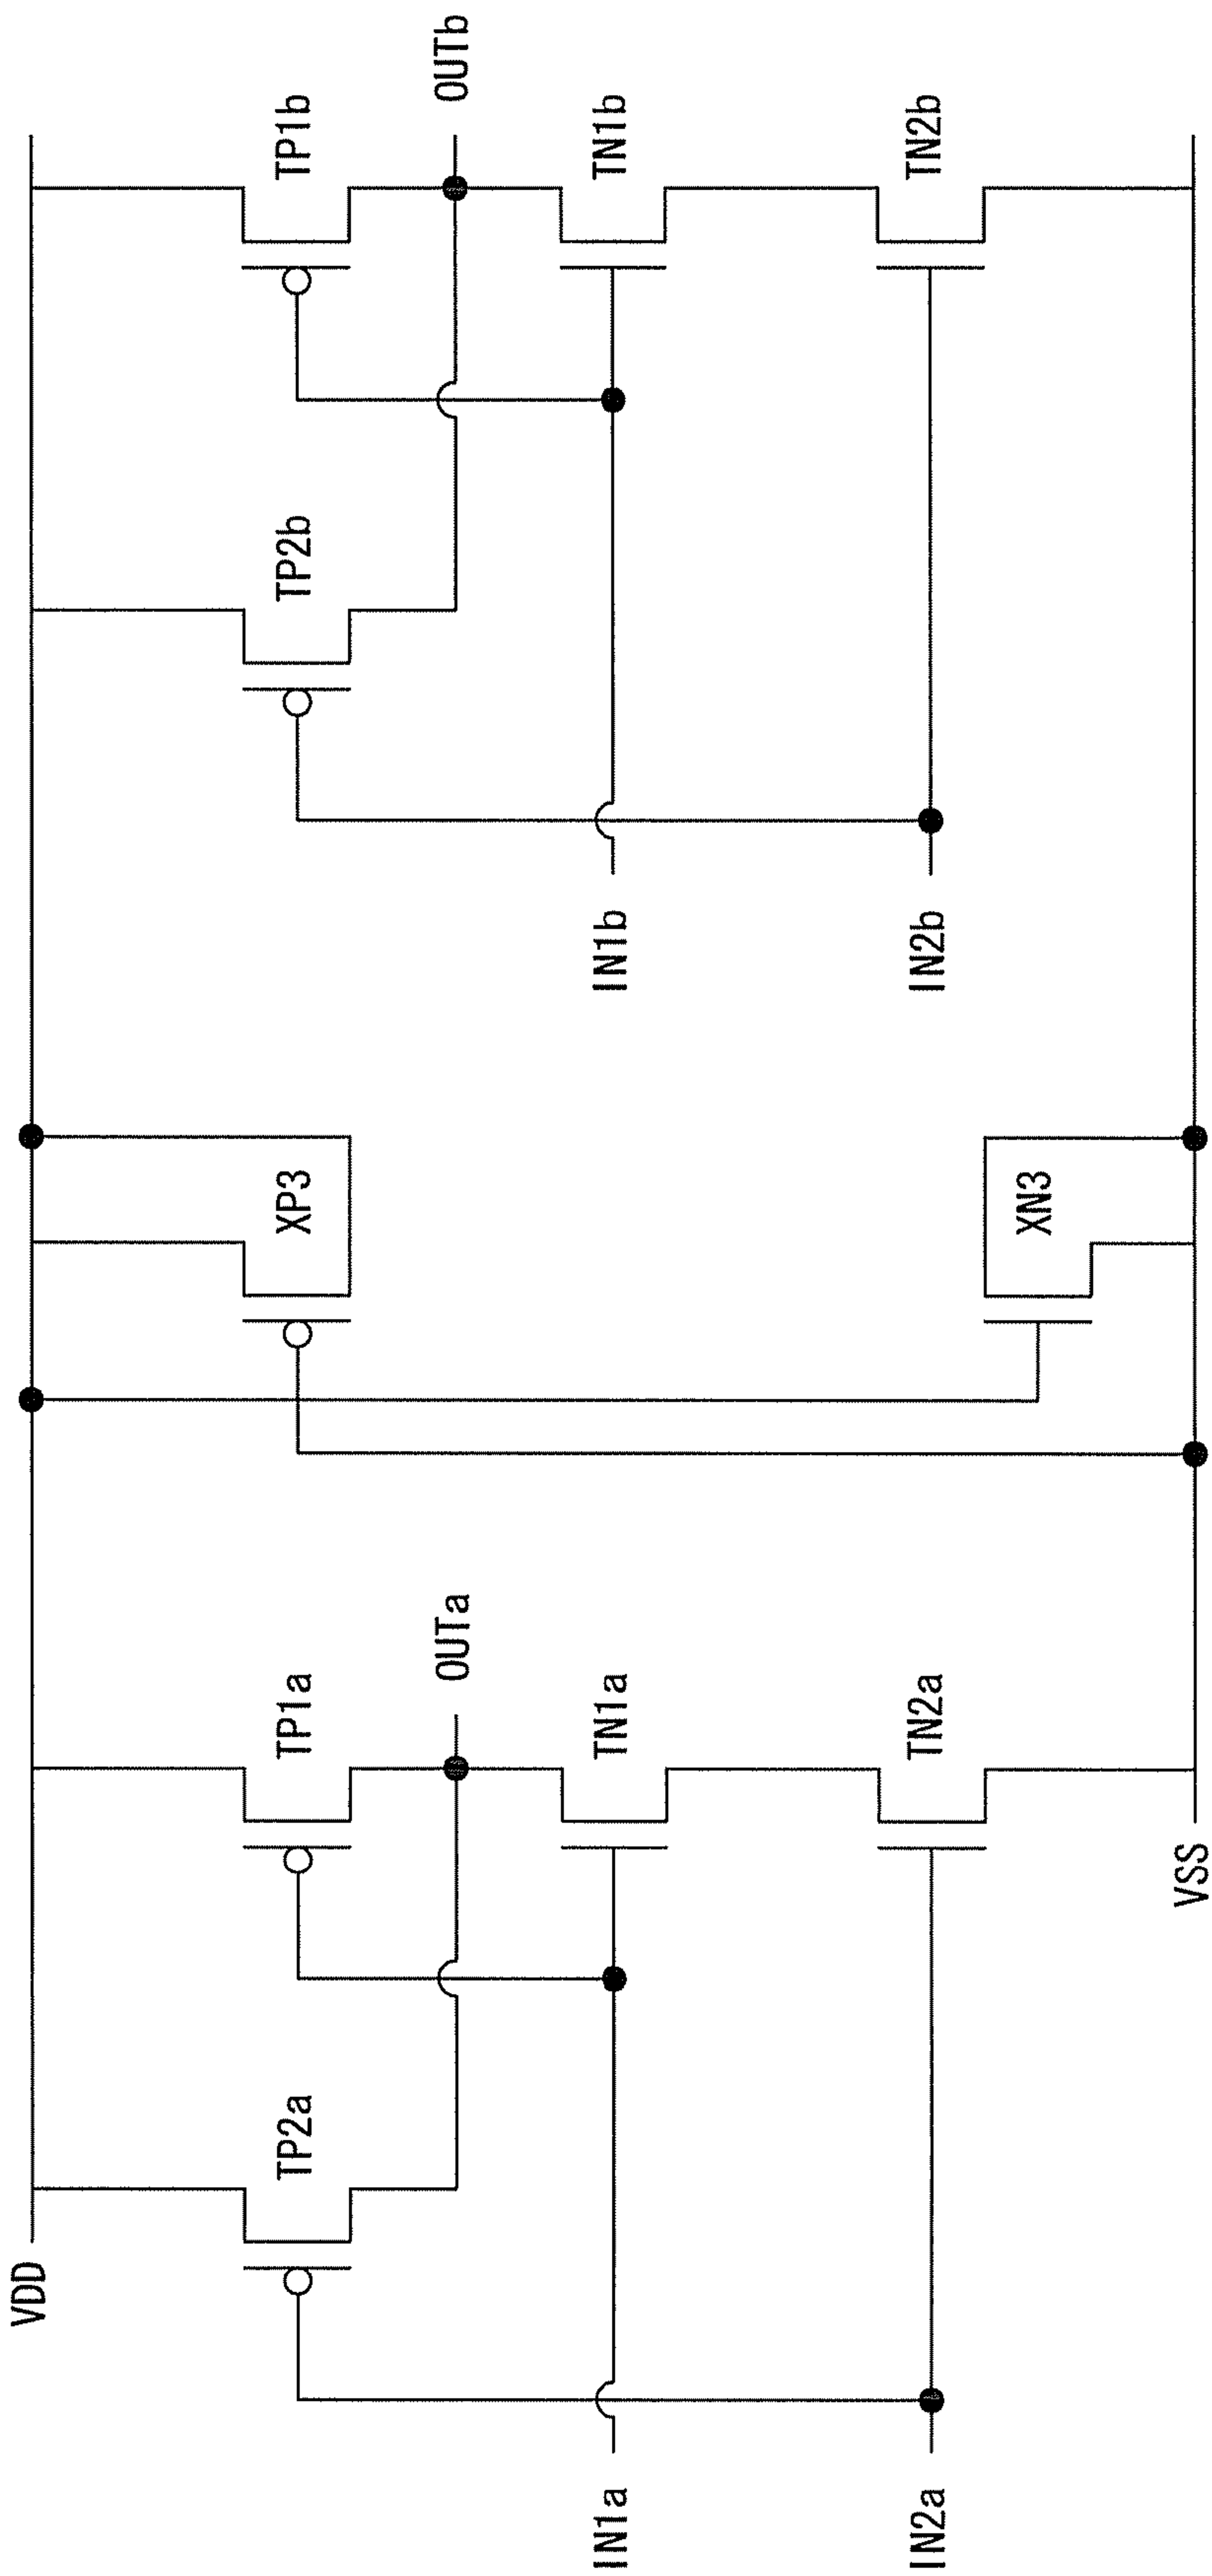 VDD
TP2a
TP1a
XP3
TP2b
TP1b
OUTa
OUTb
IN1a
TN1a
IN1b
TN1b
IN2a
TN2a
XN3
IN2b
TN2b
VSS